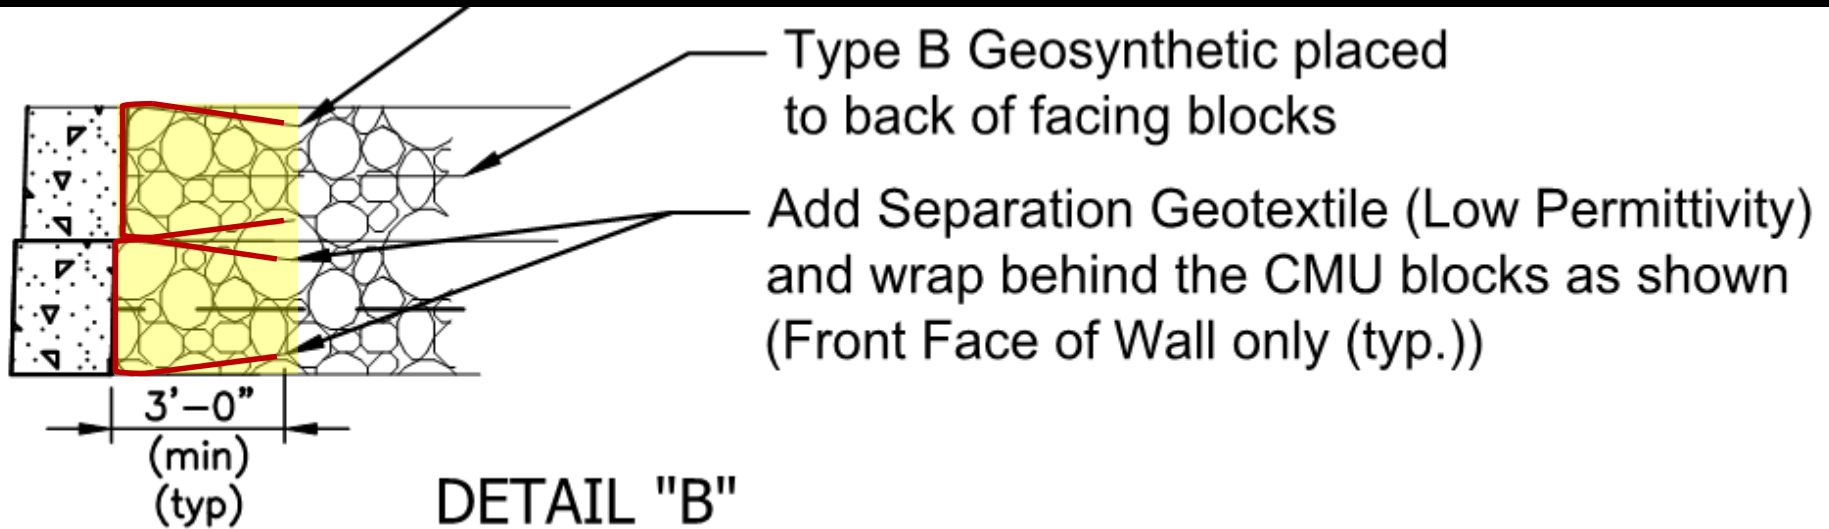 Type B Geosynthetic placed
to back of facing blocks
Add Separation Geotextile (Low Permittivity)
and wrap behind the CMU blocks as shown
(Front Face of Wall only (typ.))
3'-0"
(min)
(typ)
DETAIL "B"